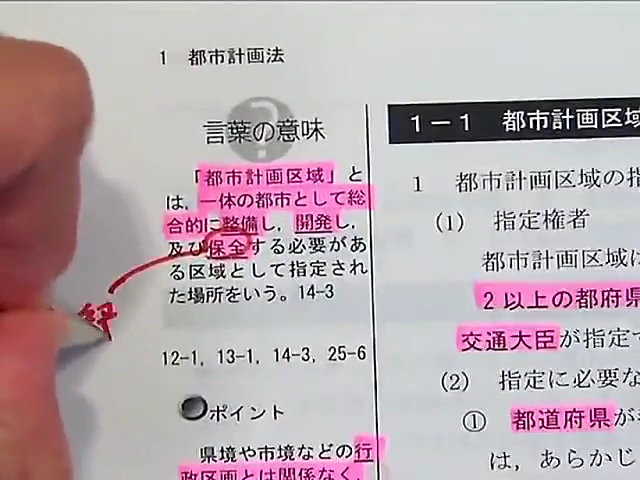 1 都市計画法
言葉の意味
「都市計画区域」と
は，一体の都市として総
合的に整備し，開発し，
及び保全する必要があ
る区域として指定され
た場所をいう。14-3
12-1，13-1，14-3，25-6
ポイント
県境や市境などの行
政区画とは関係なく，
1－1 都市計画区域
1 都市計画区域の指
(1) 指定権者
都市計画区域に
2以上の都府県
交通大臣が指定す
(2) 指定に必要な
① 都道府県が
は，あらかじ